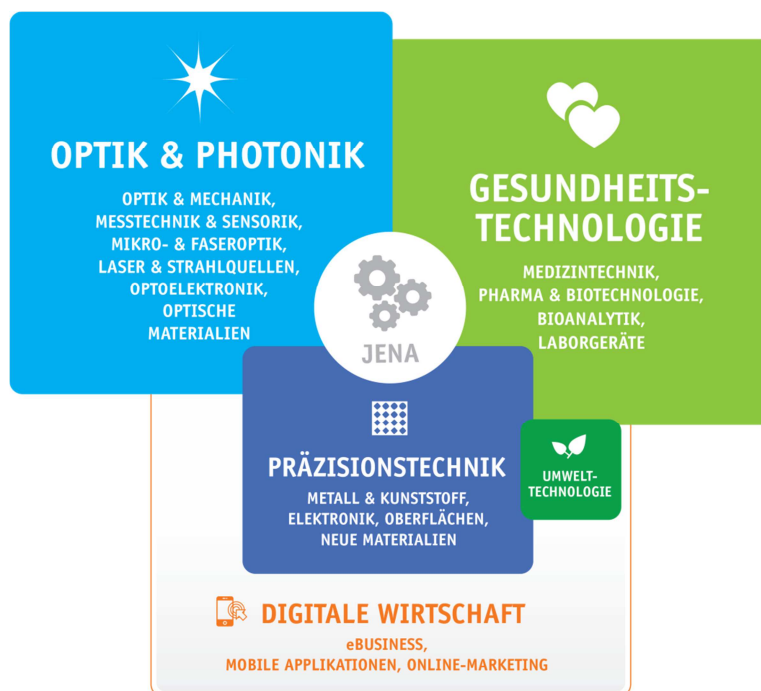 OPTIK & PHOTONIK
OPTIK & MECHANIK,
MESSTECHNIK & SENSORIK,
MIKRO- & FASEROPTIK,
LASER & STRAHLQUELLEN,
OPTOELEKTRONIK,
OPTISCHE
MATERIALIEN
GESUNDHEITS-
TECHNOLOGIE
MEDIZINTECHNIK,
PHARMA & BIOTECHNOLOGIE,
BIOANALYTIK,
LABORGERÄTE
JENA
PRÄZISIONSTECHNIK
METALL & KUNSTSTOFF,
ELEKTRONIK, OBERFLÄCHEN,
NEUE MATERIALIEN
UMWELT-
TECHNOLOGIE
DIGITALE WIRTSCHAFT
eBUSINESS,
MOBILE APPLIKATIONEN, ONLINE-MARKETING